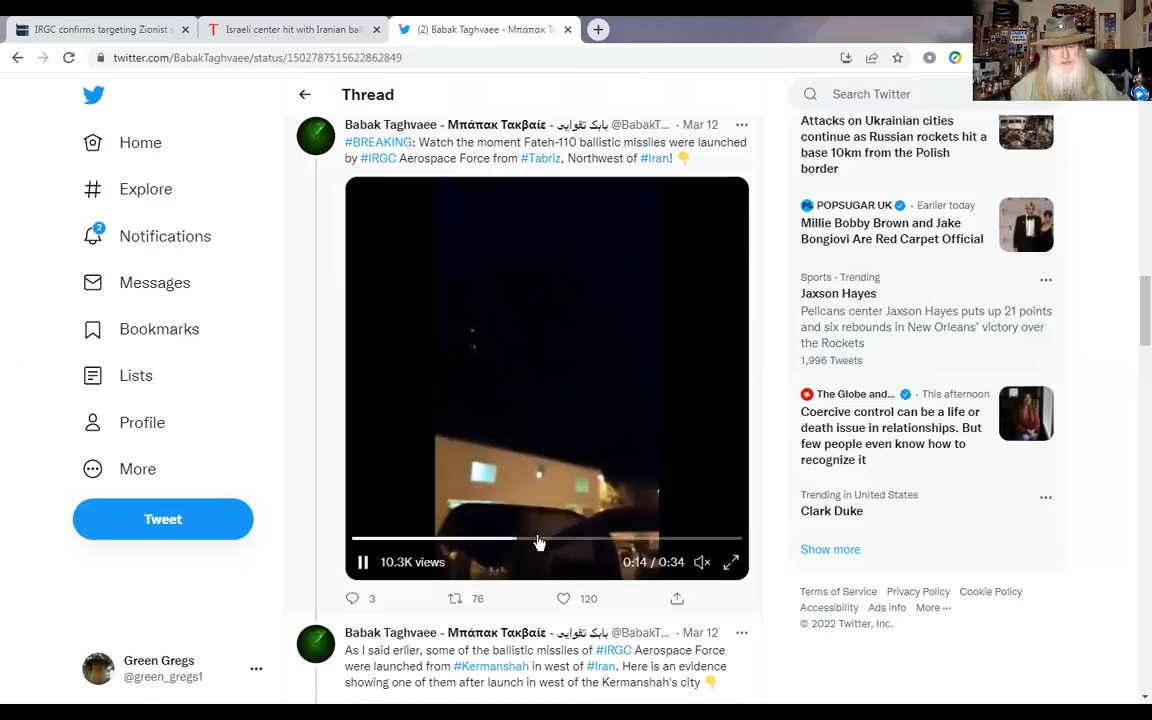 IRGC confirms targeting Zionist s
Israeli center hit with Iranian ball
(2) Babak Taghvaee - Μπάπακ Τα
twitter.com/BabakTaghvaee/status/1502787515622862849
Home
Explore
2
Notifications
Messages
Bookmarks
Lists
Profile
More
Tweet
Green Gregs
@green_gregs1
Thread
Babak Taghvaee - Μπάπακ Τακβαίε - بابک تقوایی @BabakT... · Mar 12
#BREAKING: Watch the moment Fateh-110 ballistic missiles were launched
by #IRGC Aerospace Force from #Tabriz, Northwest of #Iran! 👇
10.3K views
0:14 / 0:34
3 76 120
Babak Taghvaee - Μπάπακ Τακβαίε - بابک تقوایی @BabakT... · Mar 12
As I said erlier, some of the ballistic missiles of #IRGC Aerospace Force
were launched from #Kermanshah in west of #Iran. Here is an evidence
showing one of them after launch in west of the Kermanshah's city 👇
Search Twitter
Attacks on Ukrainian cities
continue as Russian rockets hit a
base 10km from the Polish
border
POPSUGAR UK · Earlier today
Millie Bobby Brown and Jake
Bongiovi Are Red Carpet Official
Sports · Trending
Jaxson Hayes
Pelicans center Jaxson Hayes puts up 21 points
and six rebounds in New Orleans' victory over
the Rockets
1,996 Tweets
The Globe and... · This afternoon
Coercive control can be a life or
death issue in relationships. But
few people even know how to
recognize it
Trending in United States
Clark Duke
Show more
Terms of Service Privacy Policy Cookie Policy
Accessibility Ads info More ...
© 2022 Twitter, Inc.